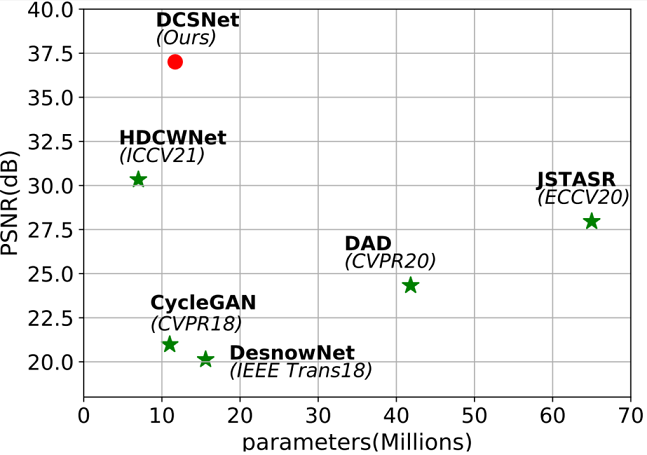 40.0
37.5
35.0
32.5
30.0
27.5
25.0
22.5
20.0
PSNR(dB)
DCSNet
(Ours)
HDCWNet
(ICCV21)
JSTASR
(ECCV20)
DAD
(CVPR20)
CycleGAN
(CVPR18)
DesnowNet
(IEEE Trans18)
0 10 20 30 40 50 60 70
parameters(Millions)